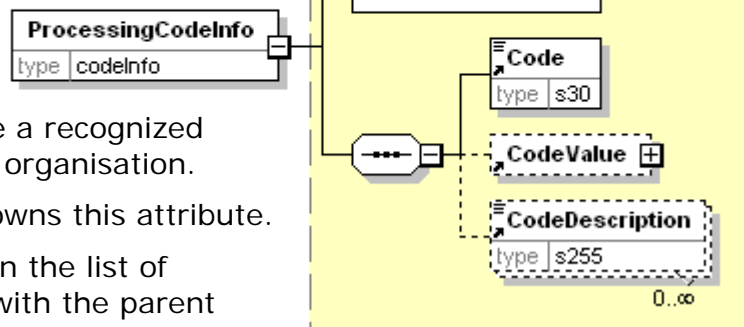 ProcessingCodeInfo
type codeInfo
e a recognized
organisation.
owns this attribute.
n the list of
with the parent
Code
type s30
CodeValue
CodeDescription
type s255
0..∞